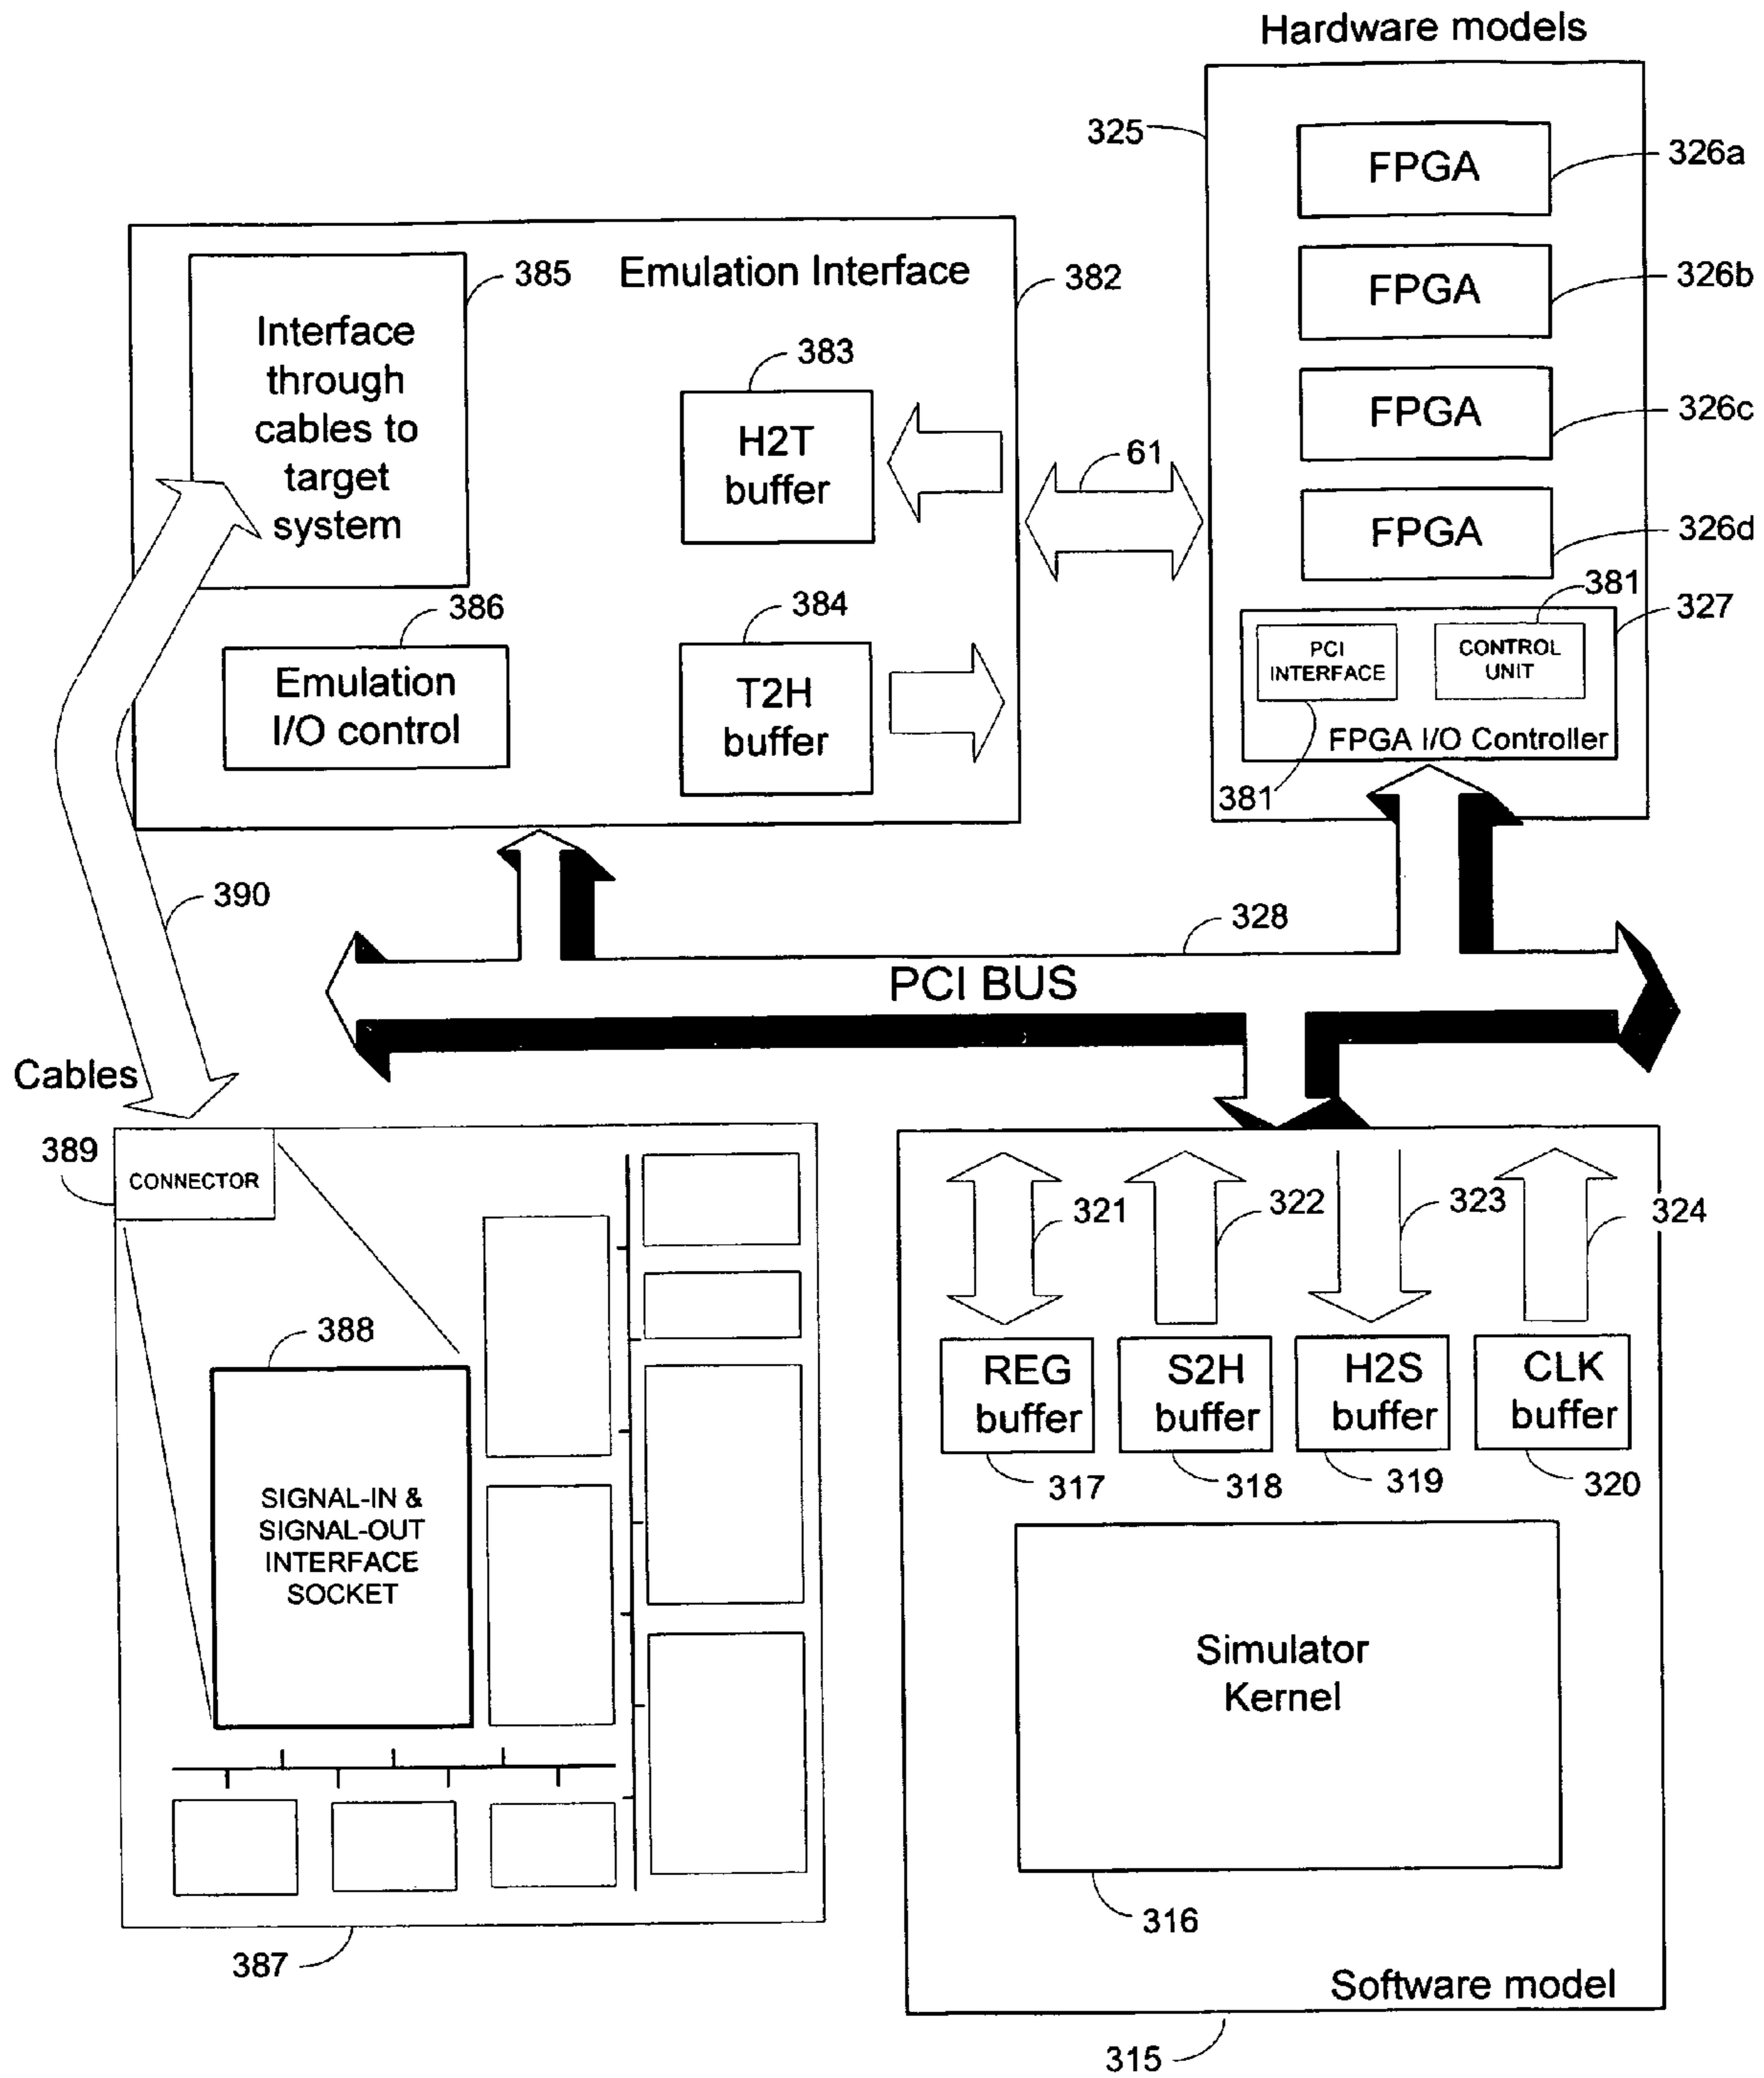 Hardware models
325
FPGA
326a
FPGA
326b
FPGA
326c
FPGA
326d
381
327
PCI
INTERFACE
CONTROL
UNIT
FPGA I/O Controller
381
Emulation Interface
382
385
Interface
through
cables to
target
system
383
H2T
buffer
61
386
Emulation
I/O control
384
T2H
buffer
390
328
PCI BUS
Cables
389
CONNECTOR
388
SIGNAL-IN &
SIGNAL-OUT
INTERFACE
SOCKET
387
321
322
323
324
REG
buffer
S2H
buffer
H2S
buffer
CLK
buffer
317
318
319
320
Simulator
Kernel
316
Software model
315